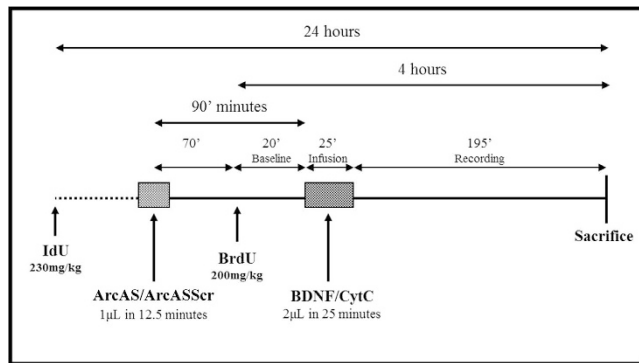 24 hours
4 hours
90’ minutes
70’
20’
25’
195’
Baseline
Infusion
Recording
IdU
230mg/kg
BrdU
200mg/kg
Sacrifice
ArcAS/ArcASScr
1μL in 12.5 minutes
BDNF/CytC
2μL in 25 minutes